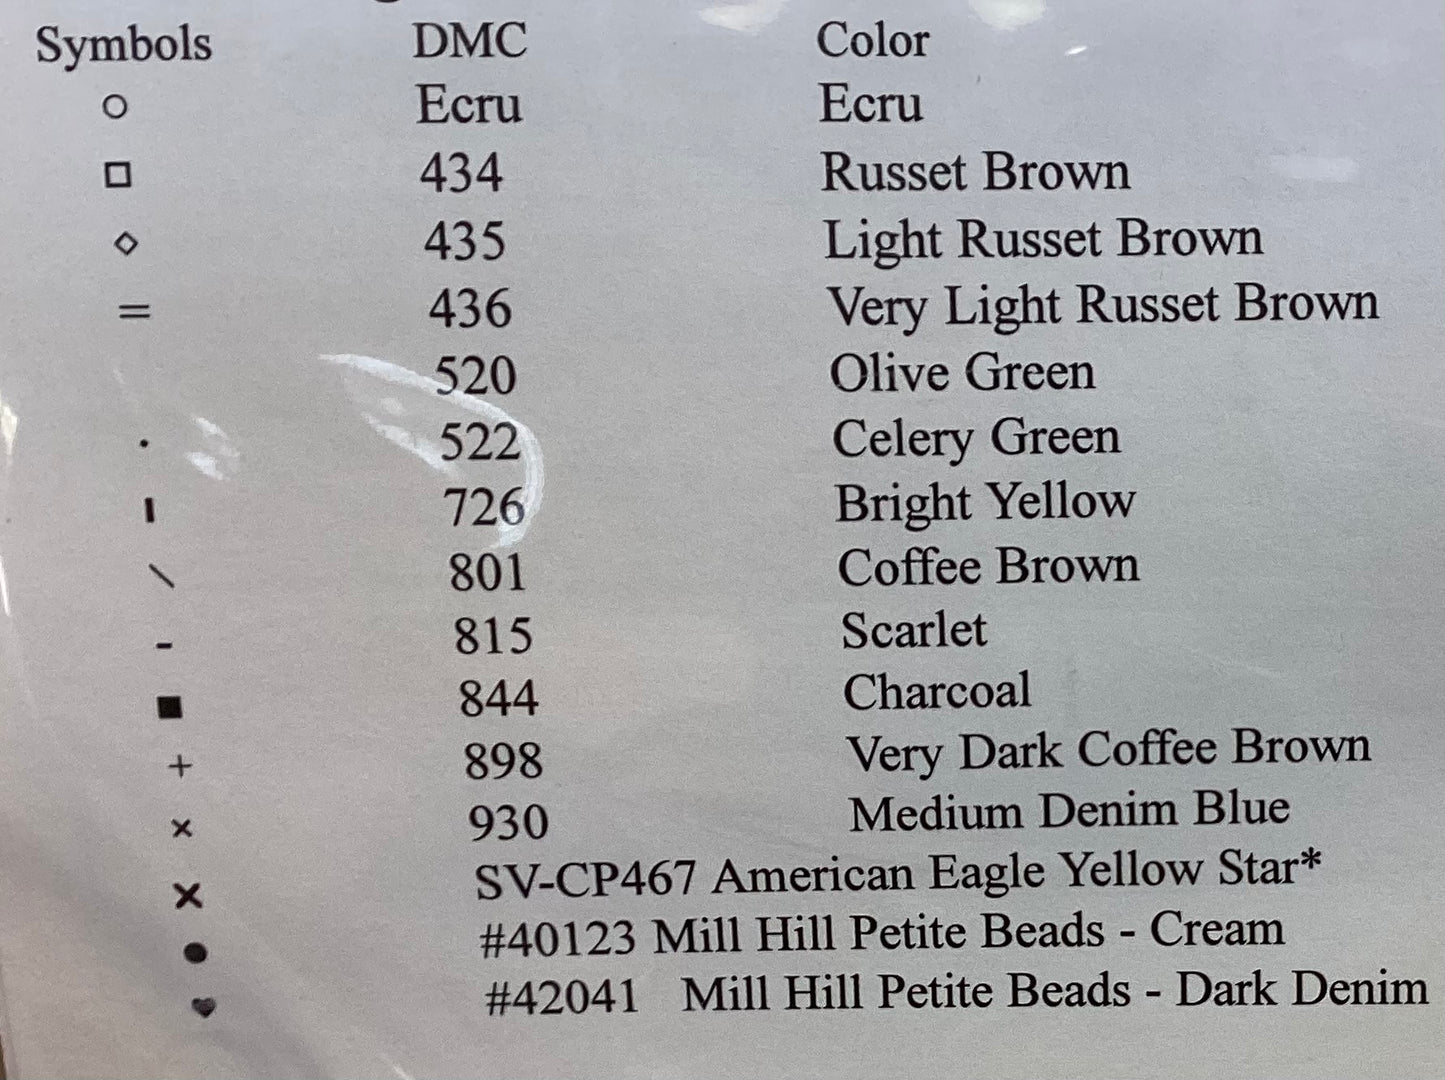 Symbols DMC Color
○ Ecru Ecru
□ 434 Russet Brown
◇ 435 Light Russet Brown
= 436 Very Light Russet Brown
520 Olive Green
· 522 Celery Green
ı 726 Bright Yellow
\ 801 Coffee Brown
- 815 Scarlet
■ 844 Charcoal
+ 898 Very Dark Coffee Brown
× 930 Medium Denim Blue
✕ SV-CP467 American Eagle Yellow Star*
● #40123 Mill Hill Petite Beads - Cream
♥ #42041 Mill Hill Petite Beads - Dark Denim